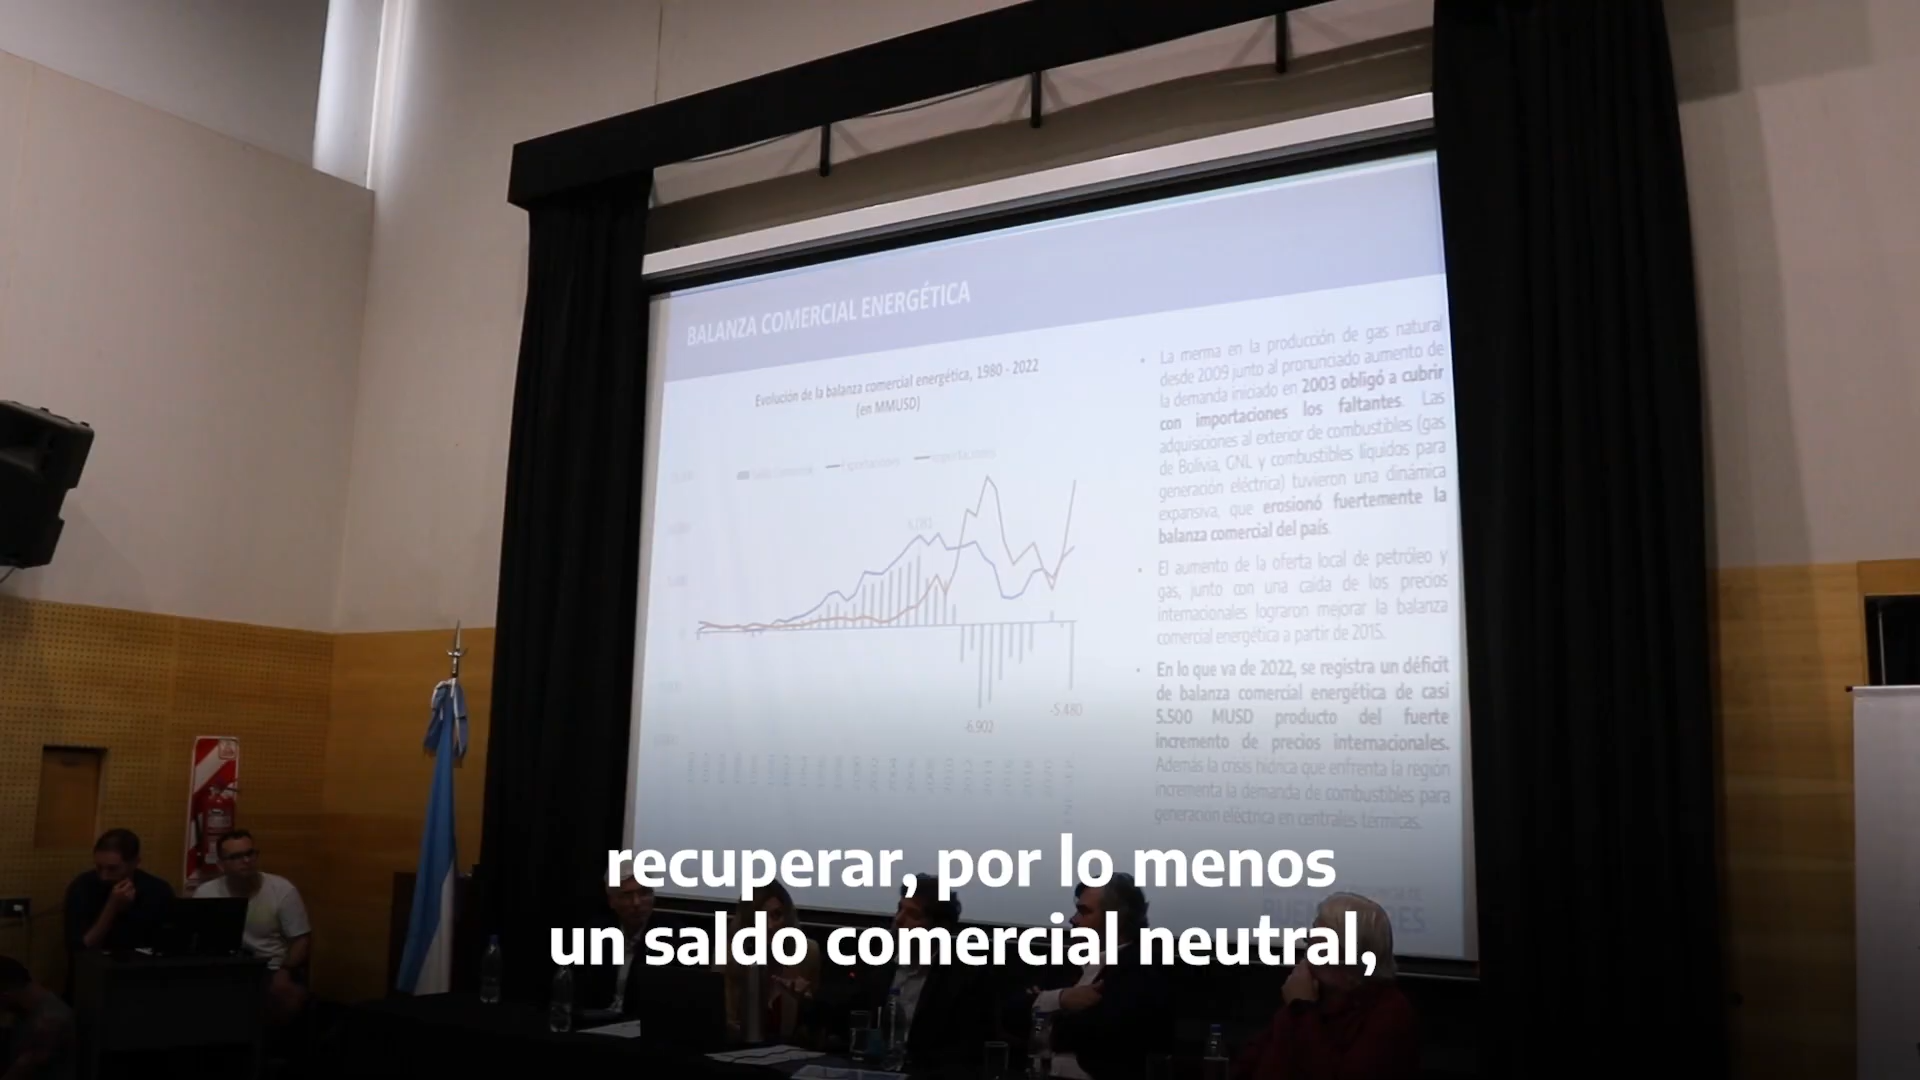 BALANZA COMERCIAL ENERGÉTICA
Evolución de la balanza comercial energética, 1980 - 2022
(en MMUSD)
Exportaciones
Importaciones
-6.902
-5.480
• La merma en la producción de gas natural
desde 2009 junto al pronunciado aumento de
la demanda iniciado en 2003 obligó a cubrir
con importaciones los faltantes. Las
adquisiciones al exterior de combustibles (gas
de Bolivia, GNL y combustibles líquidos para
generación eléctrica) tuvieron una dinámica
expansiva, que erosionó fuertemente la
balanza comercial del país.
• El aumento de la oferta local de petróleo y
gas, junto con una caída de los precios
internacionales lograron mejorar la balanza
comercial energética a partir de 2015.
• En lo que va de 2022, se registra un déficit
de balanza comercial energética de casi
5.500 MUSD producto del fuerte
incremento de precios internacionales.
Además la crisis hídrica que enfrenta la región
incrementa la demanda de combustibles para
generación eléctrica en centrales térmicas.
recuperar, por lo menos
un saldo comercial neutral,